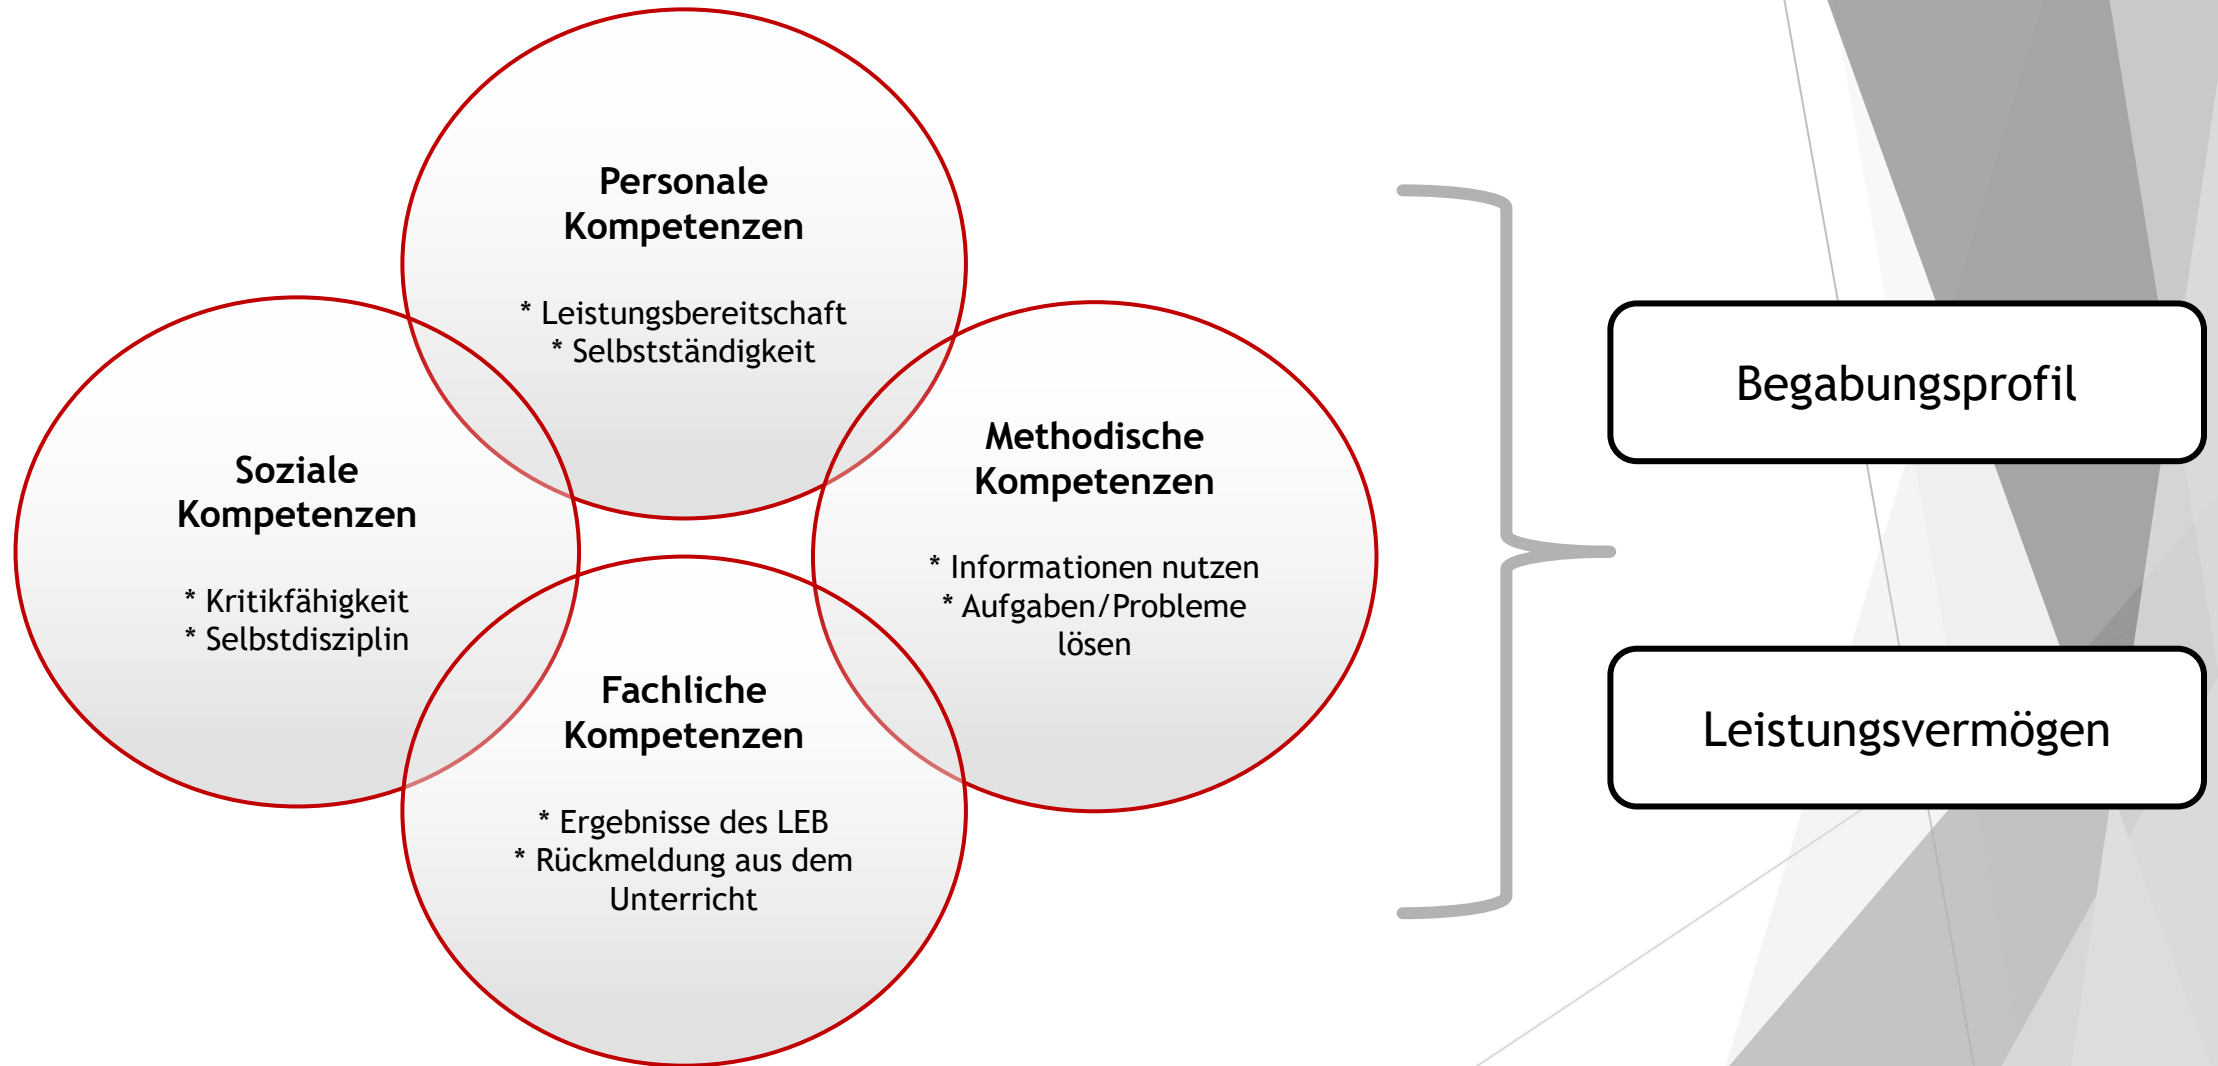 Personale
Kompetenzen
* Leistungsbereitschaft
* Selbstständigkeit
Soziale
Kompetenzen
* Kritikfähigkeit
* Selbstdisziplin
Methodische
Kompetenzen
* Informationen nutzen
* Aufgaben/Probleme
lösen
Fachliche
Kompetenzen
* Ergebnisse des LEB
* Rückmeldung aus dem
Unterricht
Begabungsprofil
Leistungsvermögen